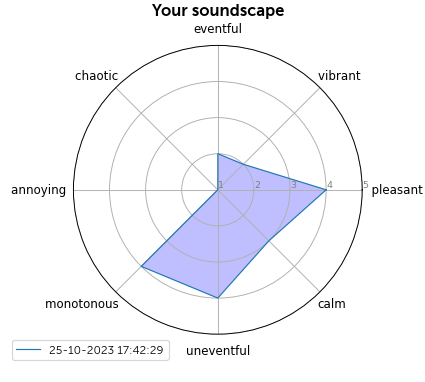 Your soundscape
eventful
chaotic
vibrant
annoying
1
2
3
4
5
pleasant
monotonous
calm
uneventful
25-10-2023 17:42:29